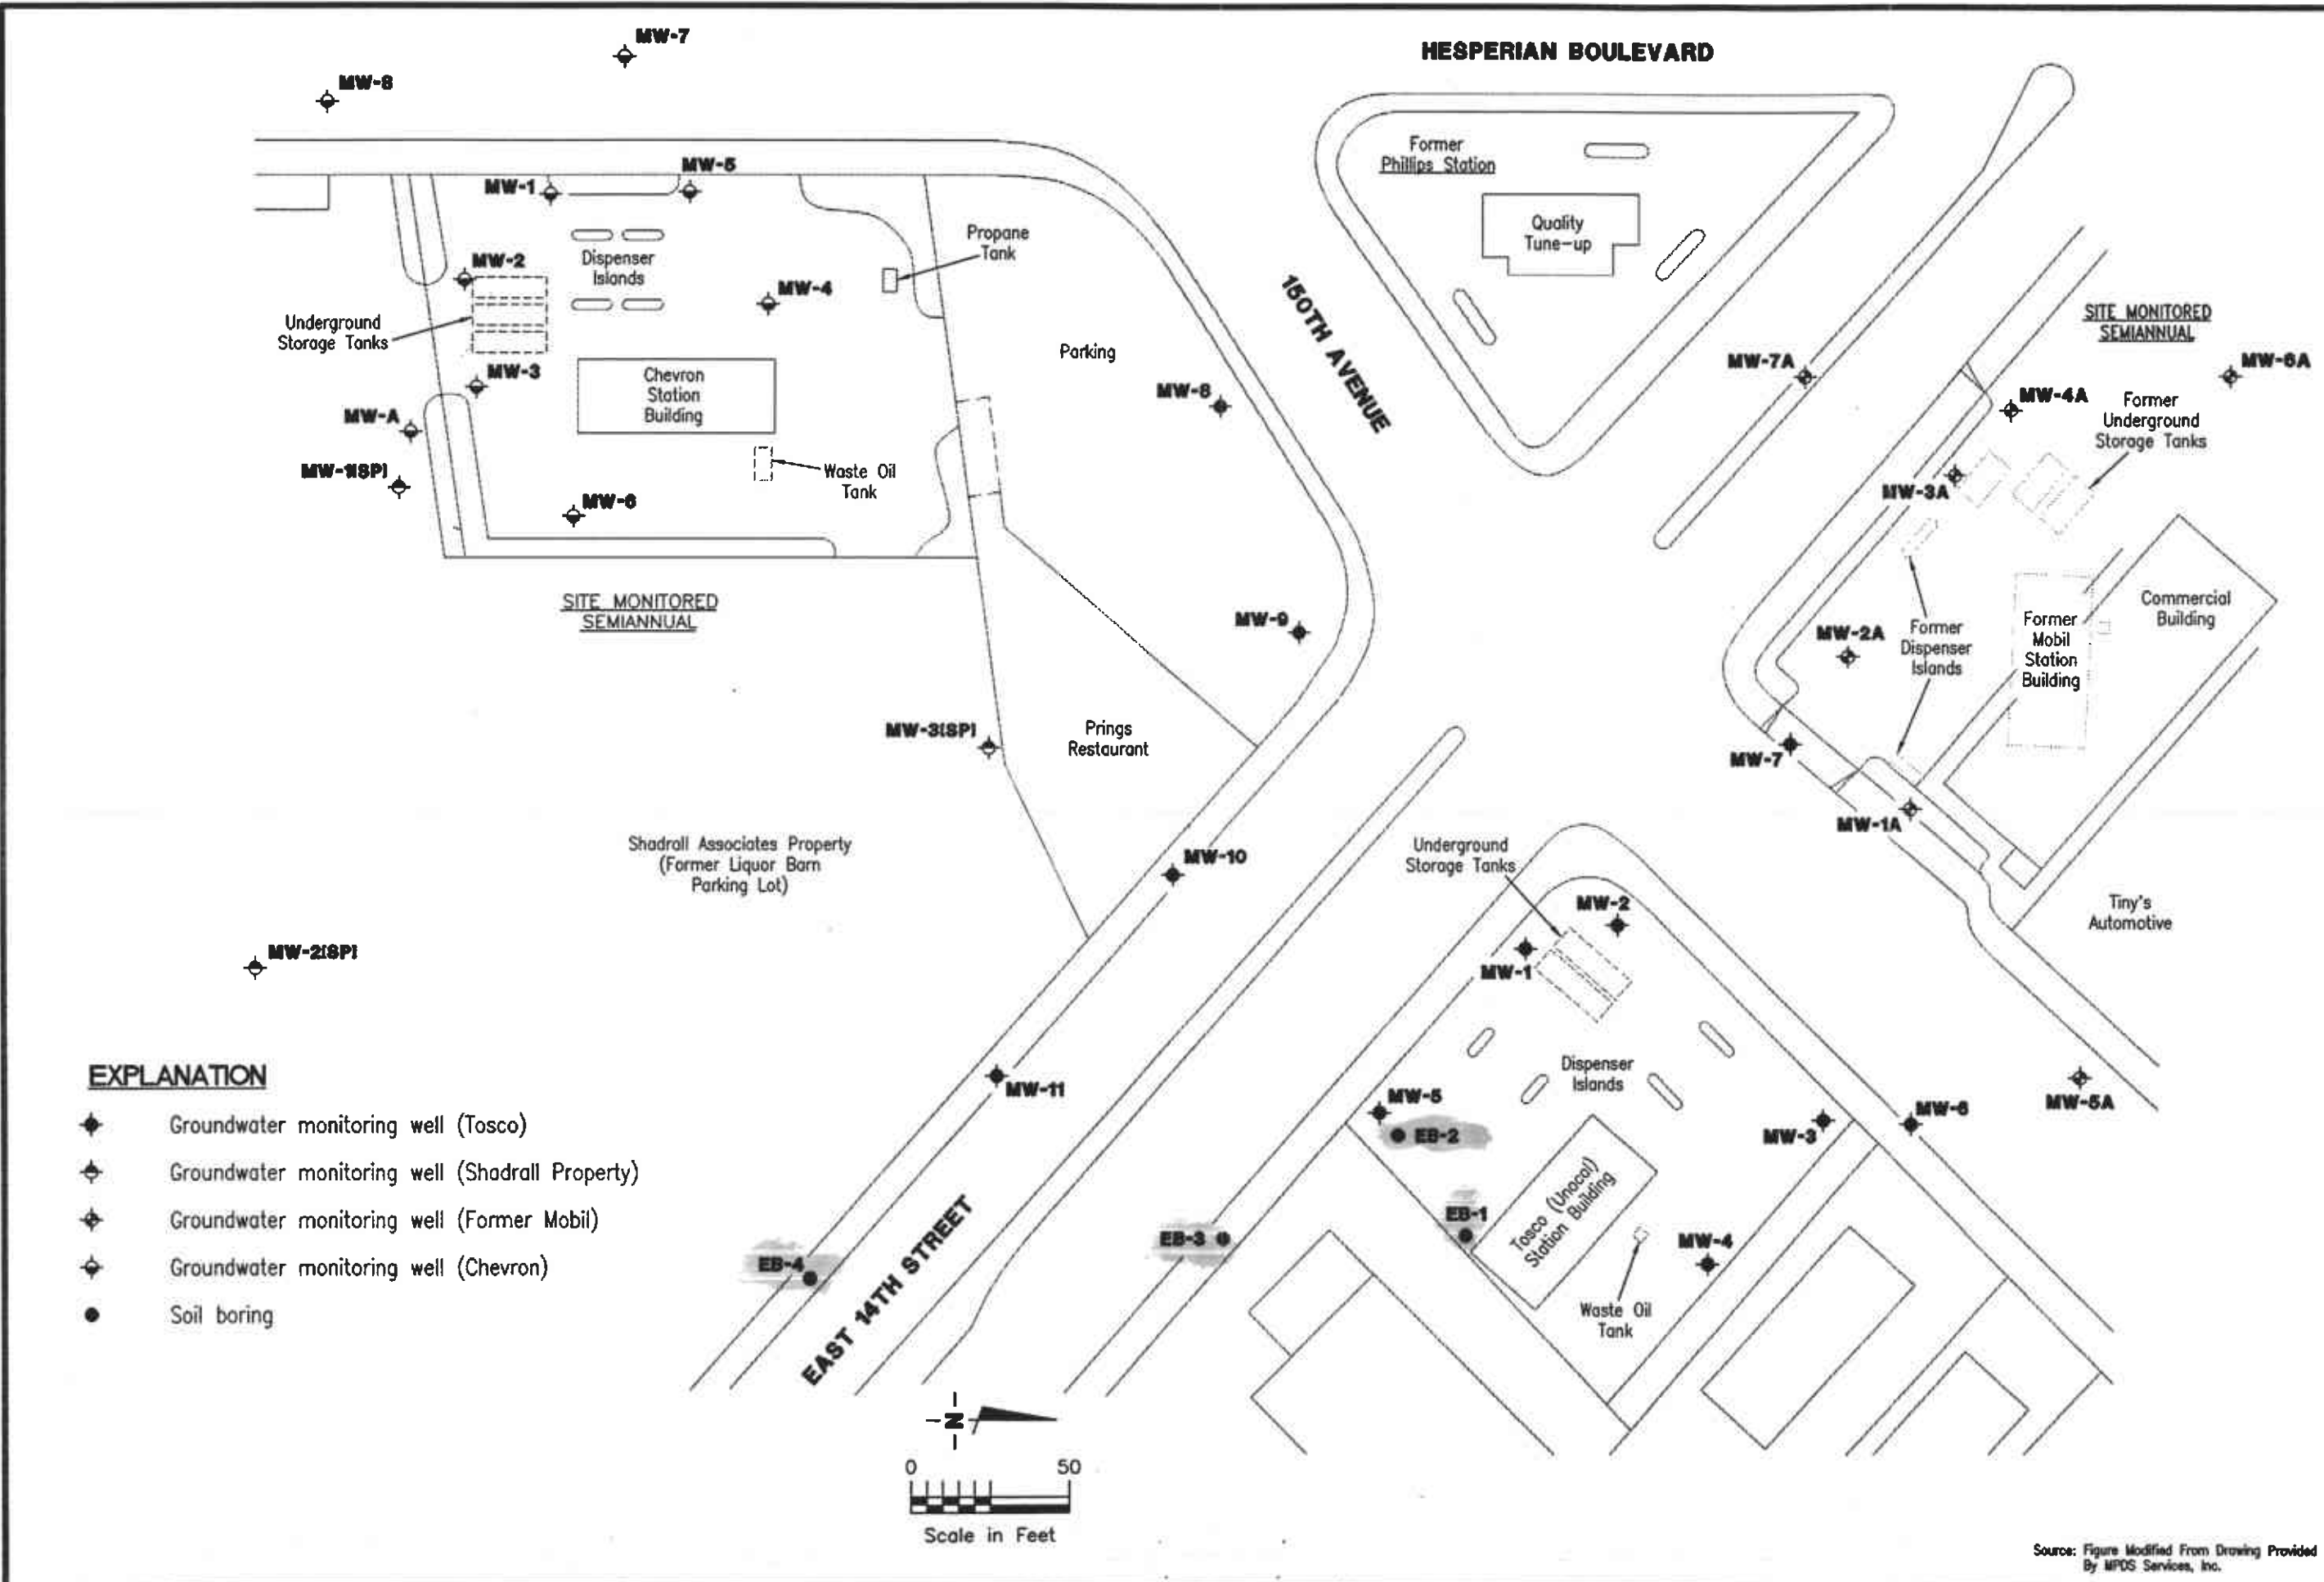 MW-7
HESPERIAN BOULEVARD
MW-8
Former
Phillips Station
MW-5
MW-1
Quality
Tune-up
Propane
Tank
Dispenser
Islands
MW-2
MW-4
150TH AVENUE
Underground
Storage Tanks
SITE MONITORED
SEMIANNUAL
Parking
MW-7A
MW-6A
MW-3
Chevron
Station
Building
MW-8
MW-4A
Former
Underground
Storage Tanks
MW-A
MW-1(SP)
Waste Oil
Tank
MW-3A
MW-6
SITE MONITORED
SEMIANNUAL
MW-9
MW-2A
Former
Dispenser
Islands
Former
Mobil
Station
Building
Commercial
Building
MW-3(SP)
Prings
Restaurant
MW-7
MW-1A
Shadrall Associates Property
(Former Liquor Barn
Parking Lot)
MW-10
Underground
Storage Tanks
MW-2
Tiny's
Automotive
MW-2(SP)
MW-1
EXPLANATION
Groundwater monitoring well (Tosco)
Groundwater monitoring well (Shadrall Property)
Groundwater monitoring well (Former Mobil)
Groundwater monitoring well (Chevron)
Soil boring
MW-11
Dispenser
Islands
MW-5
EB-2
MW-3
MW-6
MW-5A
EB-1
Tosco (Unocal)
Station Building
EB-3
MW-4
EB-4
EAST 14TH STREET
Waste Oil
Tank
N
0 50
Scale in Feet
Source: Figure Modified From Drawing Provided
By MPDS Services, Inc.